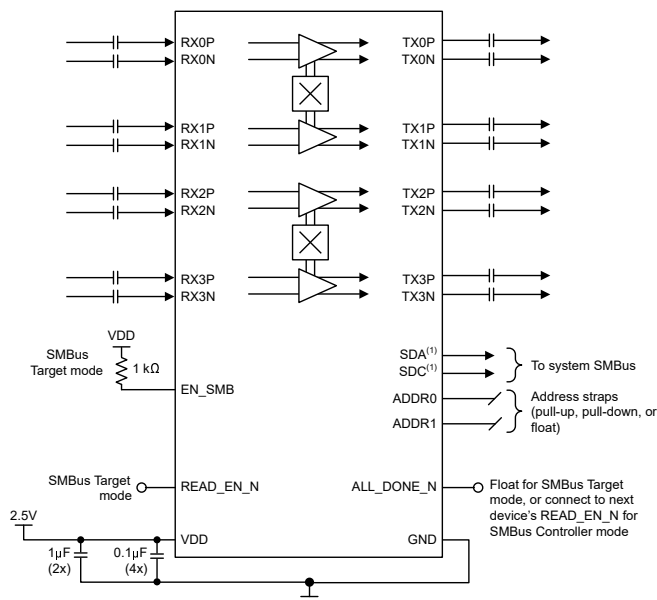 RX0P
RX0N
TX0P
TX0N
RX1P
RX1N
TX1P
TX1N
RX2P
RX2N
TX2P
TX2N
RX3P
RX3N
TX3P
TX3N
VDD
SMBus
Target mode
1 kΩ
EN_SMB
SDA(1)
SDC(1)
To system SMBus
ADDR0
ADDR1
Address straps
(pull-up, pull-down, or
float)
SMBus Target
mode
READ_EN_N
ALL_DONE_N
Float for SMBus Target
mode, or connect to next
device's READ_EN_N for
SMBus Controller mode
2.5V
VDD
GND
1μF
(2x)
0.1μF
(4x)